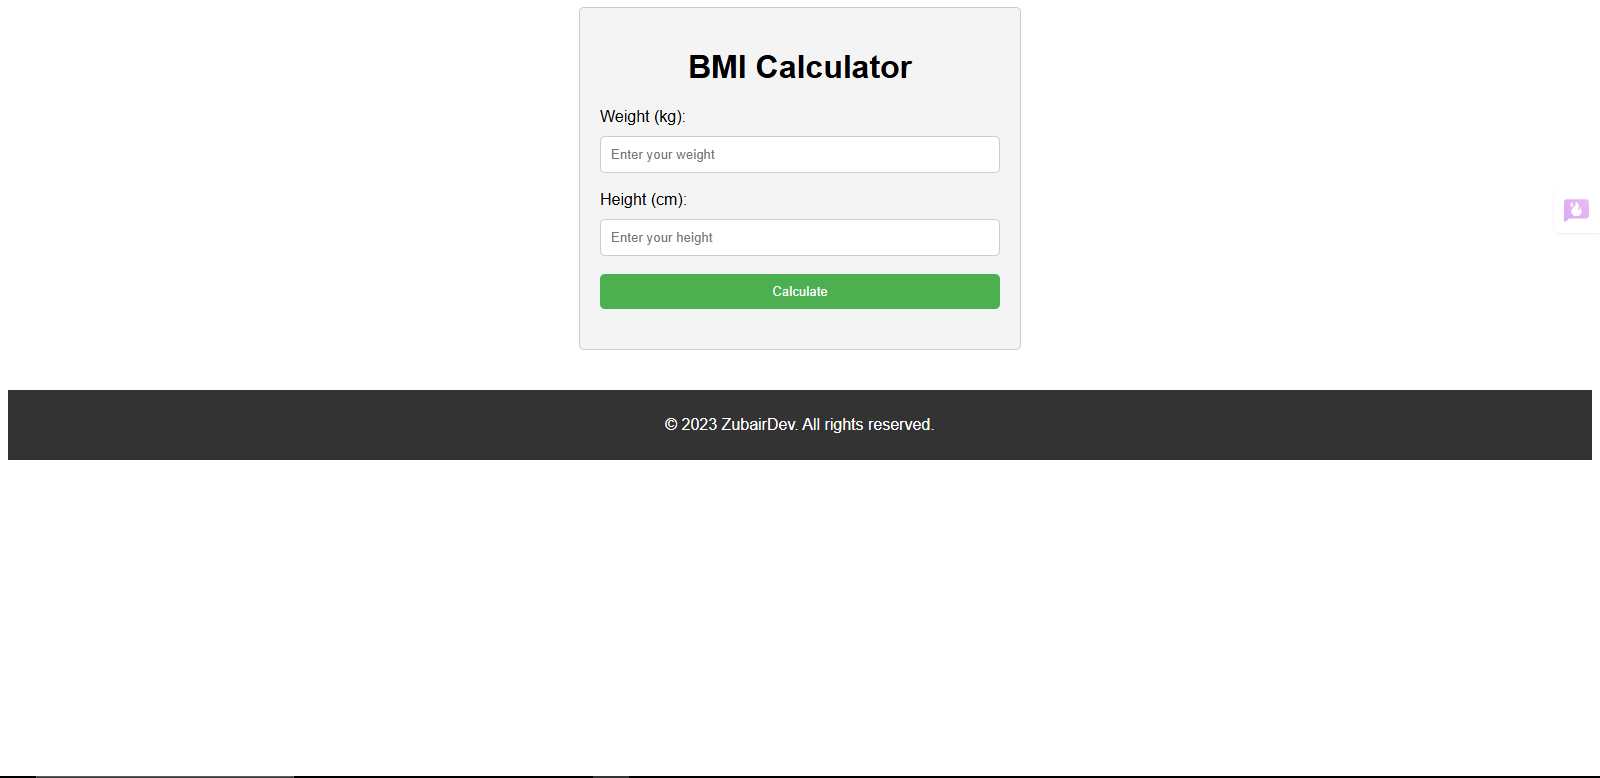 BMI Calculator
Weight (kg):
Enter your weight
Height (cm):
Enter your height
Calculate
© 2023 ZubairDev. All rights reserved.